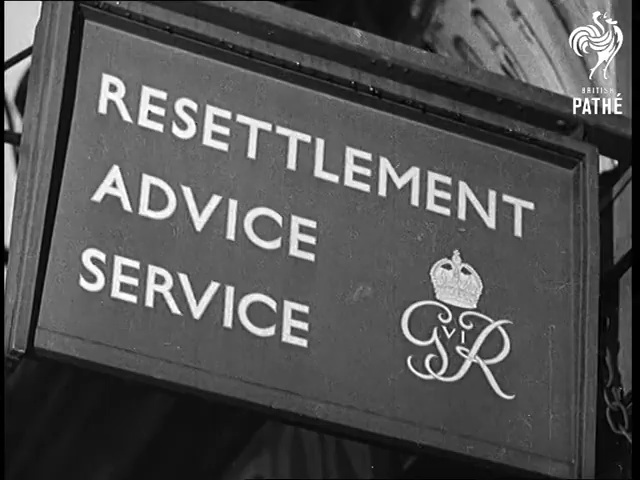 BRITISH
PATHÉ
RESETTLEMENT
ADVICE
SERVICE
G VI R